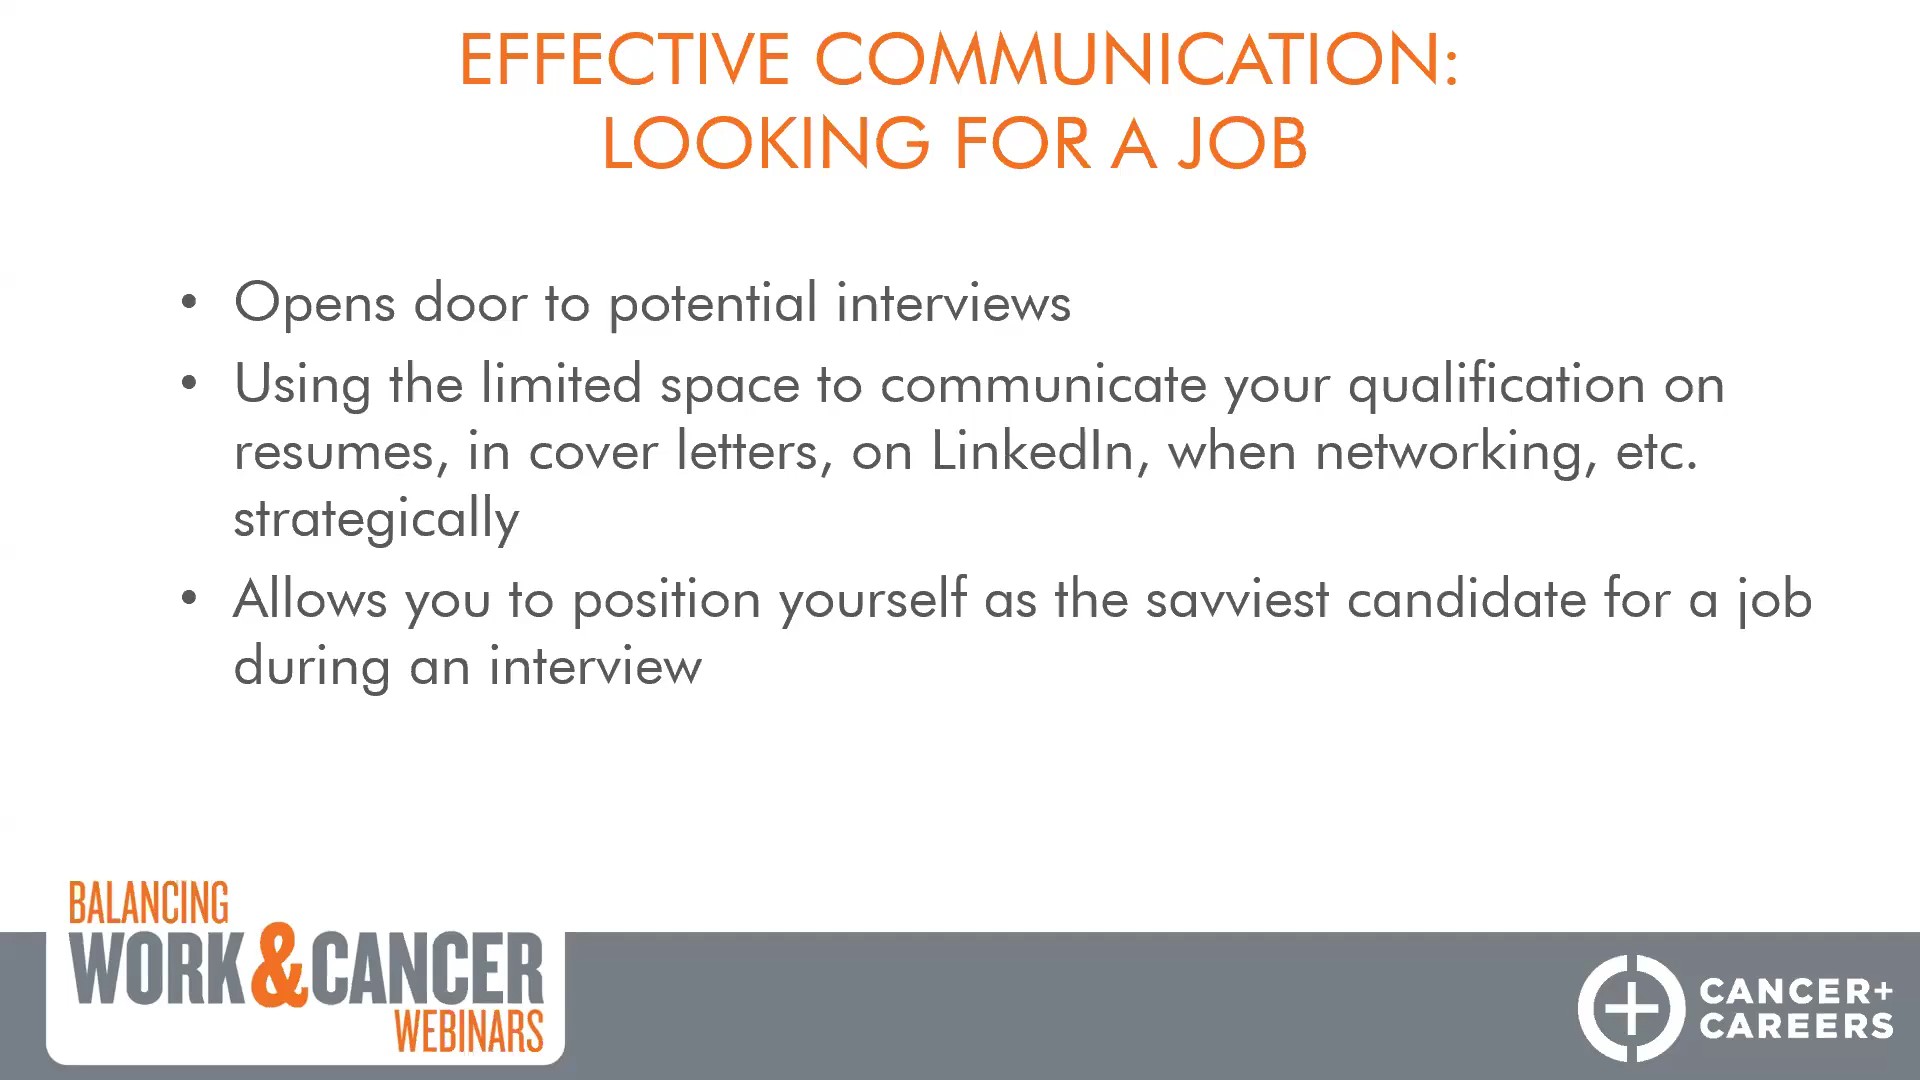 EFFECTIVE COMMUNICATION:
LOOKING FOR A JOB
• Opens door to potential interviews
• Using the limited space to communicate your qualification on
resumes, in cover letters, on LinkedIn, when networking, etc.
strategically
• Allows you to position yourself as the savviest candidate for a job
during an interview
BALANCING
WORK & CANCER
WEBINARS
CANCER+
CAREERS